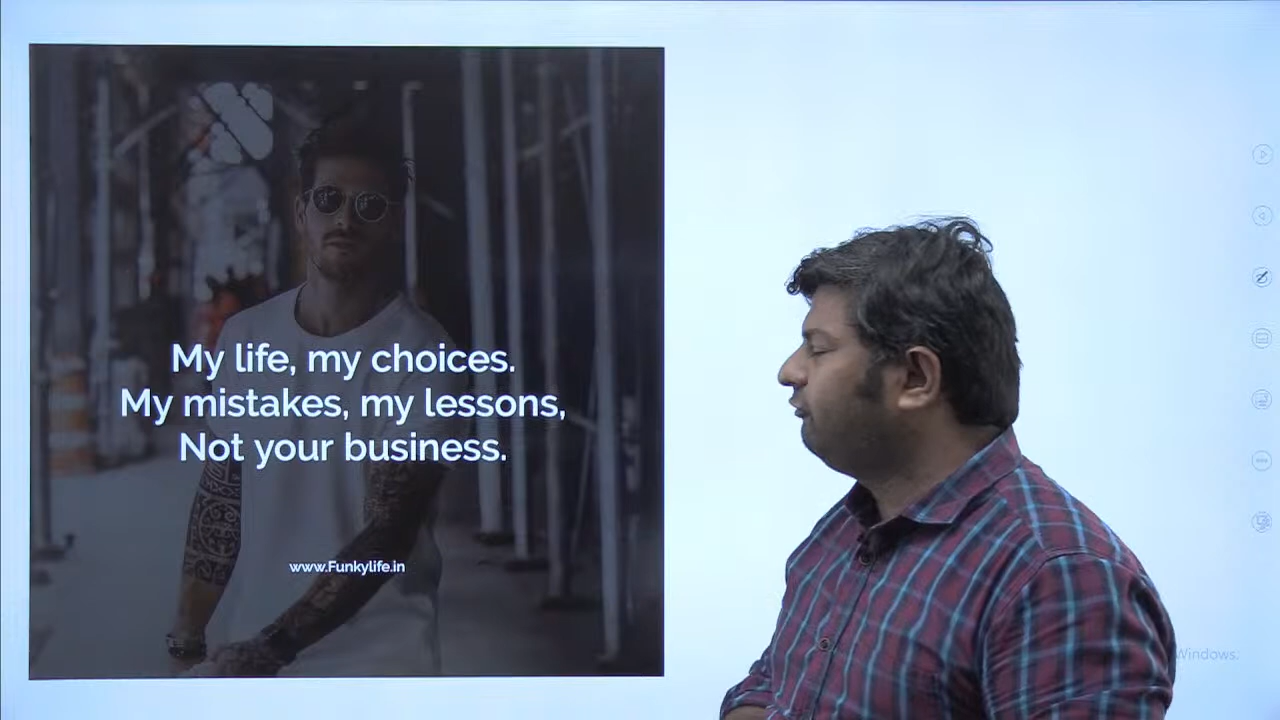 My life, my choices.
My mistakes, my lessons,
Not your business.
www.Funkylife.in
Windows.